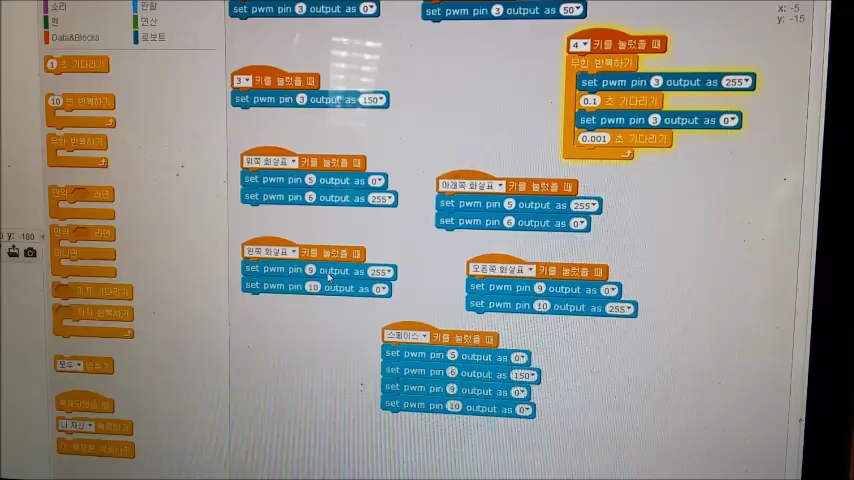 소리
관찰
펜
연산
Data&Blocks
로보트
1 초 기다리기
10 번 반복하기
무한 반복하기
만약 라면
만약 라면
아니면
까지 기다리기
까지 반복하기
모두 멈추기
복제되었을 때
나 자신 복제하기
이 복제본 삭제하기
0 y: -180
set pwm pin 3 output as 0
set pwm pin 3 output as 50
x: -5
y: -15
3 키를 눌렀을 때
set pwm pin 3 output as 150
4 키를 눌렀을 때
무한 반복하기
set pwm pin 3 output as 255
0.1 초 기다리기
set pwm pin 3 output as 0
0.001 초 기다리기
위쪽 화살표 키를 눌렀을 때
set pwm pin 5 output as 0
set pwm pin 6 output as 255
아래쪽 화살표 키를 눌렀을 때
set pwm pin 5 output as 255
set pwm pin 6 output as 0
왼쪽 화살표 키를 눌렀을 때
set pwm pin 9 output as 255
set pwm pin 10 output as 0
오른쪽 화살표 키를 눌렀을 때
set pwm pin 9 output as 0
set pwm pin 10 output as 255
스페이스 키를 눌렀을 때
set pwm pin 5 output as 0
set pwm pin 6 output as 150
set pwm pin 9 output as 0
set pwm pin 10 output as 0